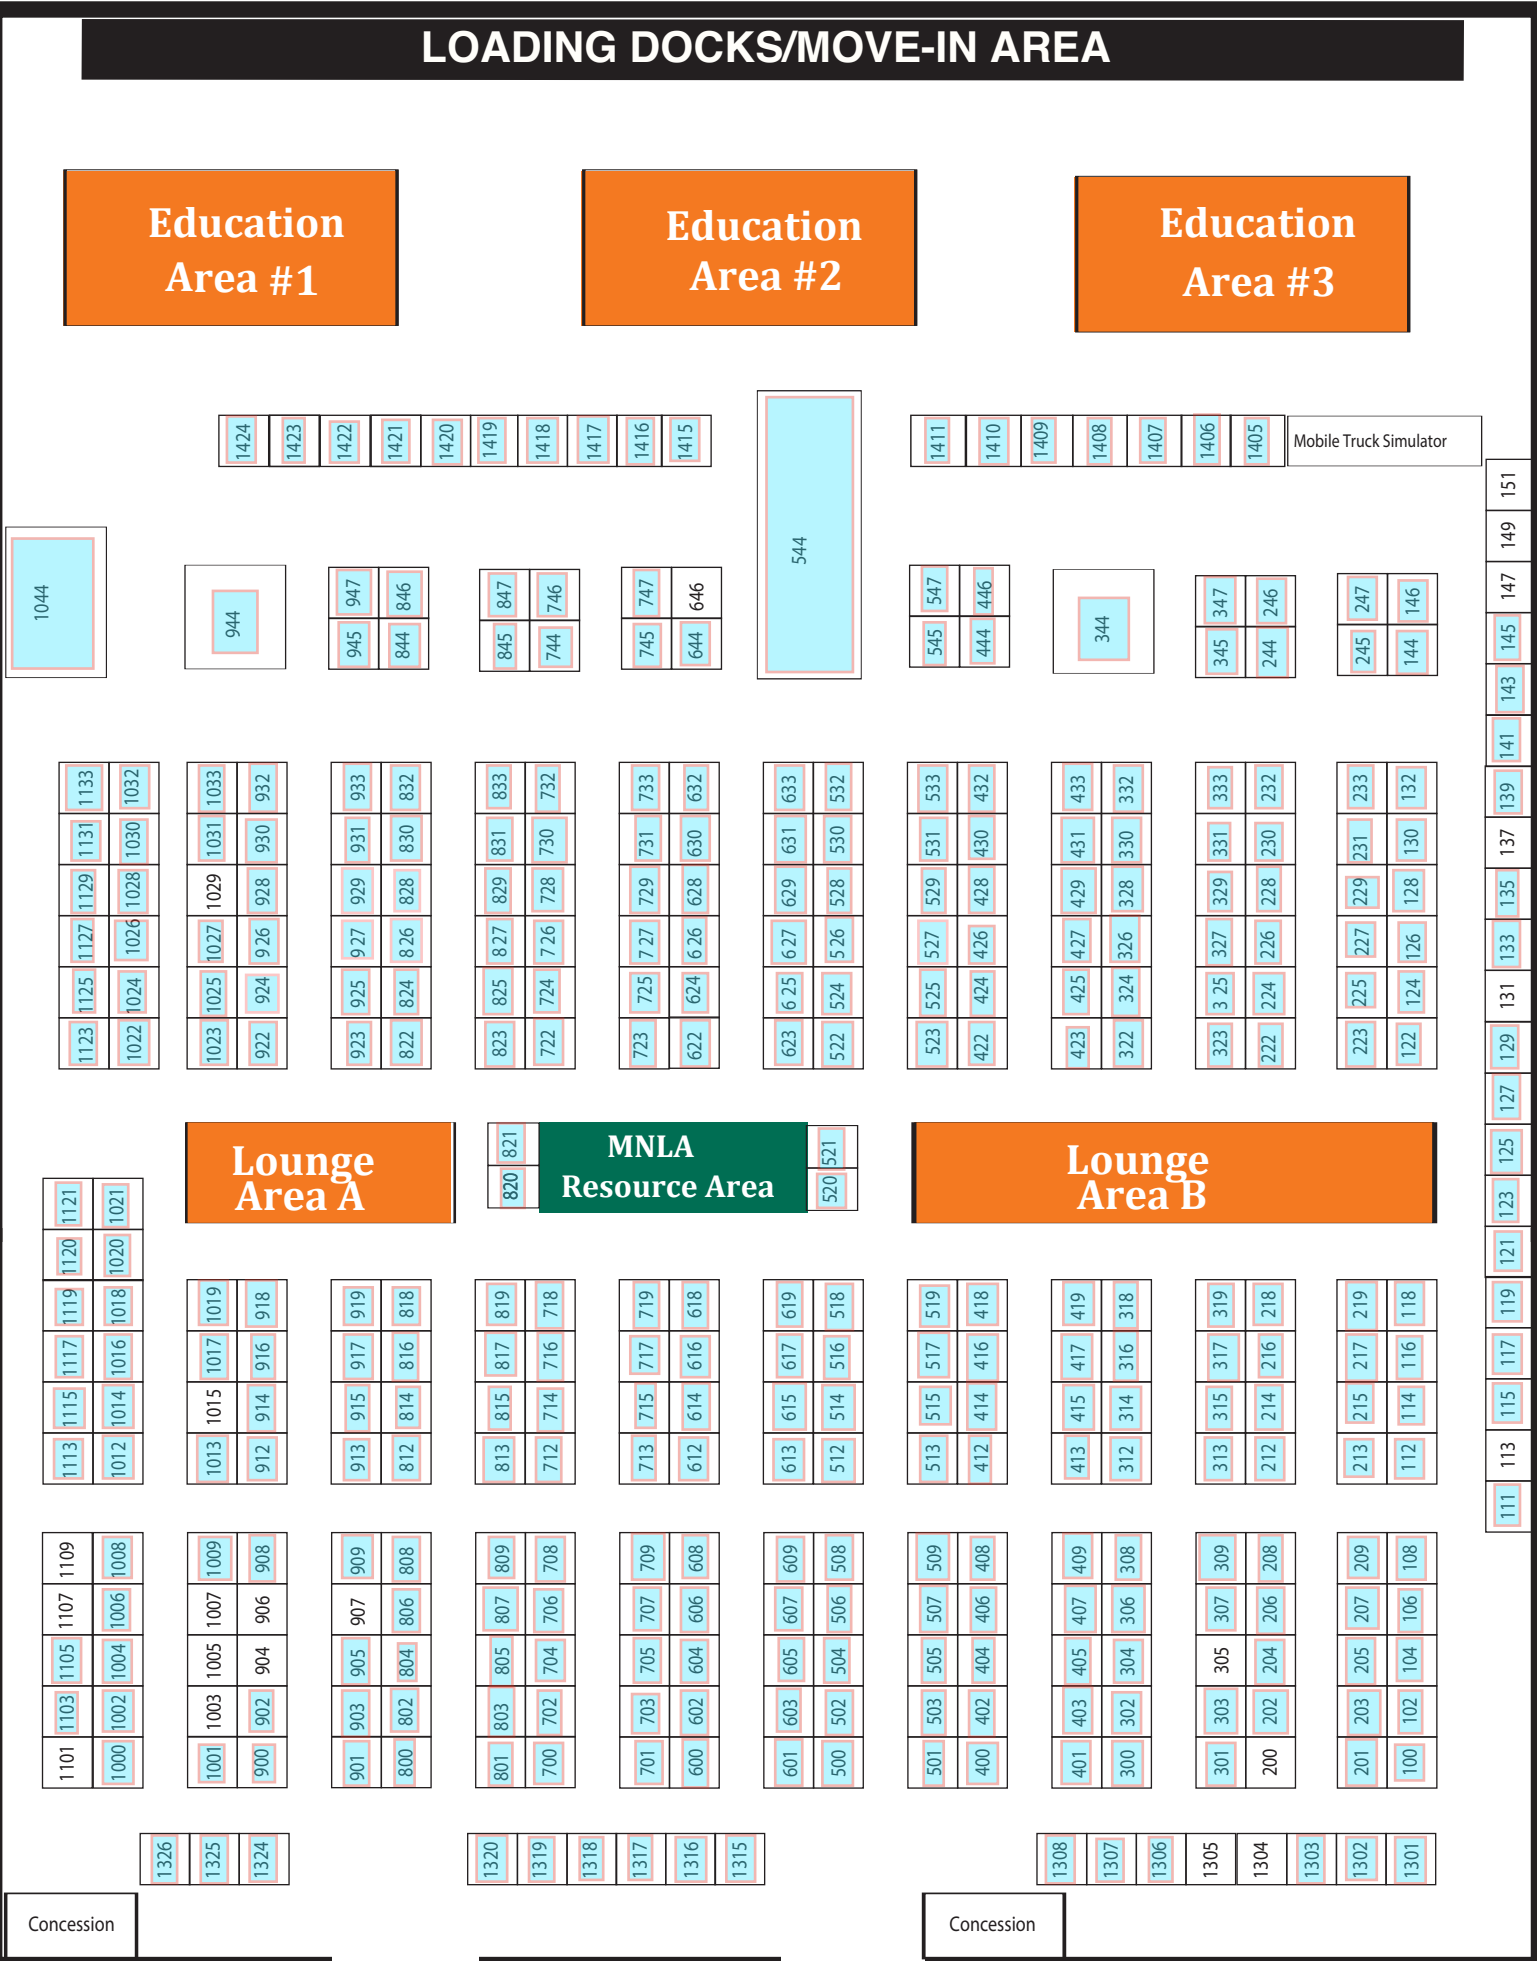 LOADING DOCKS/MOVE-IN AREA
Education
Area #1
Education
Area #2
Education
Area #3
1424 1423 1422 1421 1420 1419 1418 1417 1416 1415
1411 1410 1409 1408 1407 1406 1405 Mobile Truck Simulator
151
149
147
145
143
141
139
137
135
133
131
129
127
125
123
121
119
117
115
113
111
1044
944
544
344
947 846 847 746 747 646 547 446 347 246 247 146
945 844 845 744 745 644 545 444 345 244 245 144
1133 1032 1033 932 933 832 833 732 733 632 633 532 533 432 433 332 333 232 233 132
1131 1030 1031 930 931 830 831 730 731 630 631 530 531 430 431 330 331 230 231 130
1129 1028 1029 928 929 828 829 728 729 628 629 528 529 428 429 328 329 228 229 128
1127 1026 1027 926 927 826 827 726 727 626 627 526 527 426 427 326 327 226 227 126
1125 1024 1025 924 925 824 825 724 725 624 6 25 524 525 424 425 324 3 25 224 225 124
1123 1022 1023 922 923 822 823 722 723 622 623 522 523 422 423 322 323 222 223 122
Lounge
Area A
821
820
MNLA
Resource Area
521
520
Lounge
Area B
1121 1021
1120 1020
1119 1018 1019 918 919 818 819 718 719 618 619 518 519 418 419 318 319 218 219 118
1117 1016 1017 916 917 816 817 716 717 616 617 516 517 416 417 316 317 216 217 116
1115 1014 1015 914 915 814 815 714 715 614 615 514 515 414 415 314 315 214 215 114
1113 1012 1013 912 913 812 813 712 713 612 613 512 513 412 413 312 313 212 213 112
1109 1008 1009 908 909 808 809 708 709 608 609 508 509 408 409 308 309 208 209 108
1107 1006 1007 906 907 806 807 706 707 606 607 506 507 406 407 306 307 206 207 106
1105 1004 1005 904 905 804 805 704 705 604 605 504 505 404 405 304 305 204 205 104
1103 1002 1003 902 903 802 803 702 703 602 603 502 503 402 403 302 303 202 203 102
1101 1000 1001 900 901 800 801 700 701 600 601 500 501 400 401 300 301 200 201 100
1326 1325 1324 1320 1319 1318 1317 1316 1315 1308 1307 1306 1305 1304 1303 1302 1301
Concession
Concession